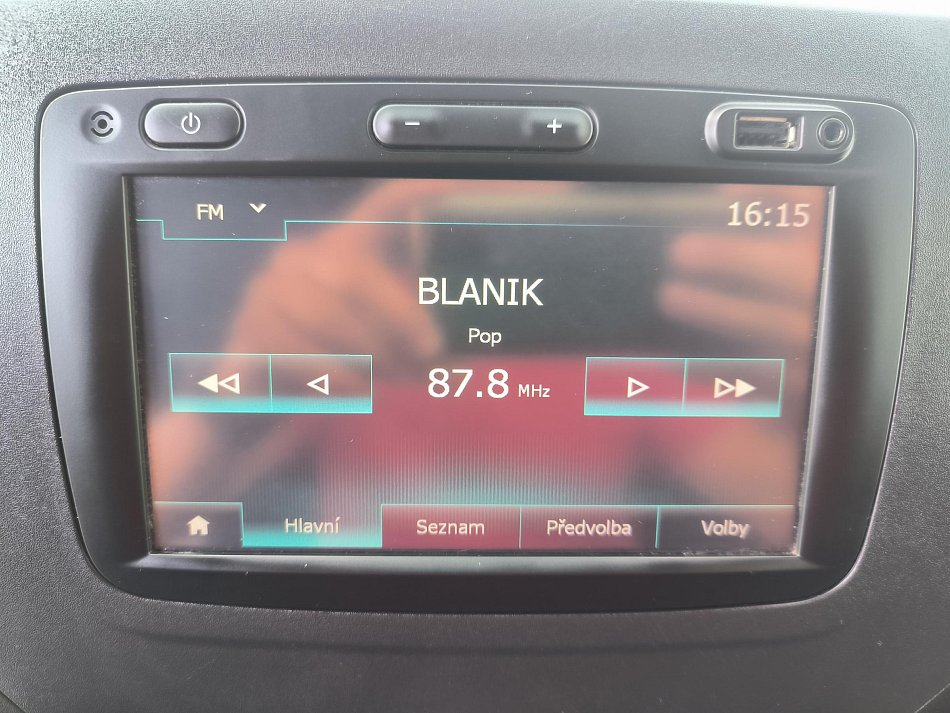 − +
FM 16:15
BLANIK
Pop
87.8 MHz
Hlavní Seznam Předvolba Volby